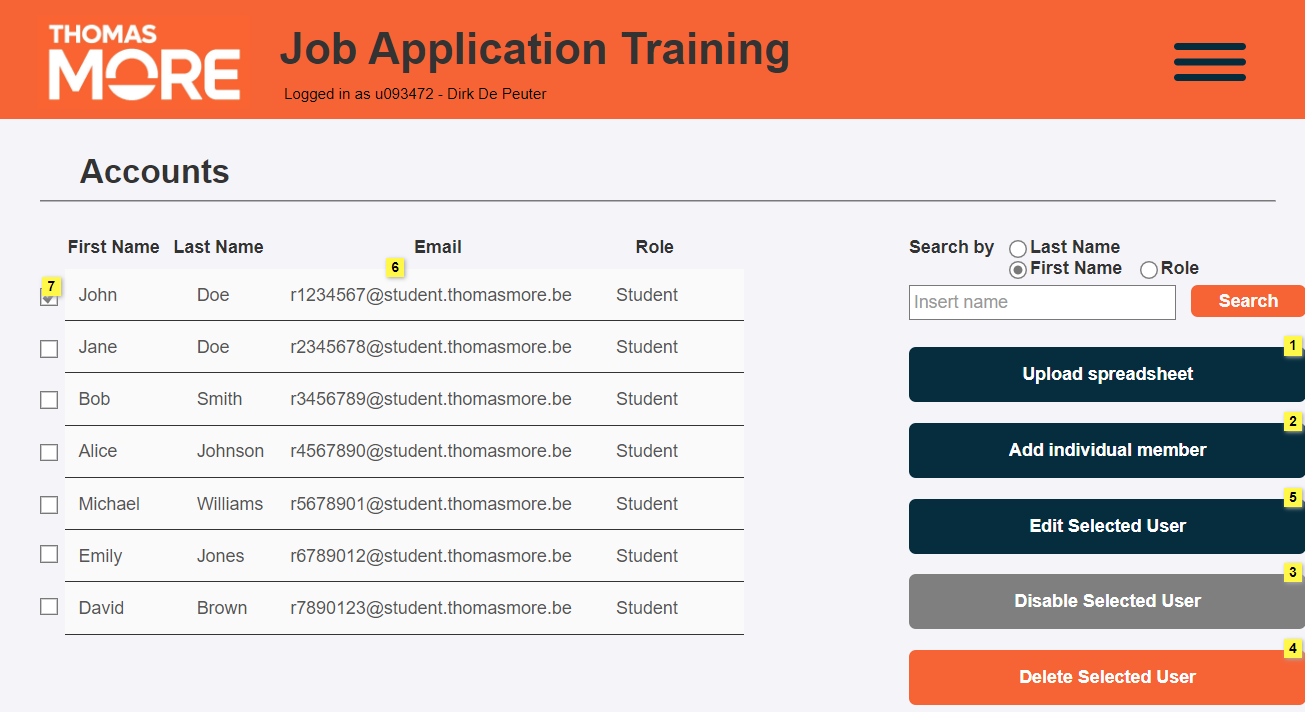 THOMAS
MORE
Job Application Training
Logged in as u093472 - Dirk De Peuter
Accounts
First Name Last Name Email Role
6
7
John Doe r1234567@student.thomasmore.be Student
Jane Doe r2345678@student.thomasmore.be Student
Bob Smith r3456789@student.thomasmore.be Student
Alice Johnson r4567890@student.thomasmore.be Student
Michael Williams r5678901@student.thomasmore.be Student
Emily Jones r6789012@student.thomasmore.be Student
David Brown r7890123@student.thomasmore.be Student
Search by Last Name
First Name Role
Insert name Search
1
Upload spreadsheet
2
Add individual member
5
Edit Selected User
3
Disable Selected User
4
Delete Selected User